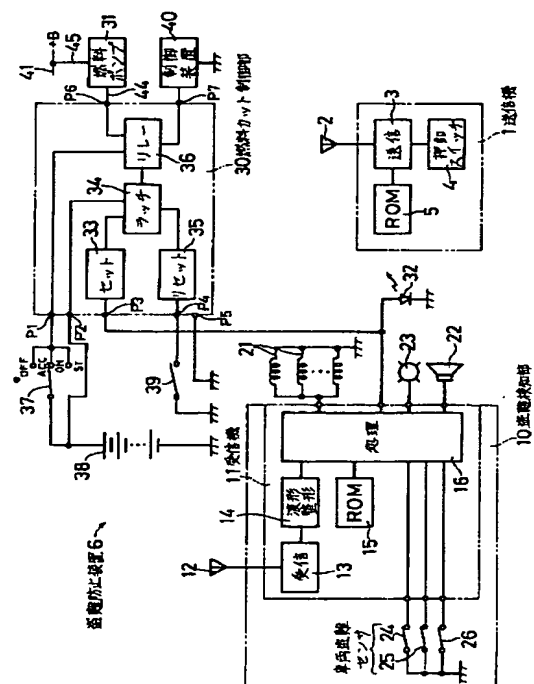 盗難防止装置6
37
OFF
ACC
ON
ST
38
P1
P2
39
P3
P4
P5
33
セット
リセット
35
34
ラッチ
リレー
36
P6
P7
44
45
41
+B
31
燃料
ポンプ
40
制御
装置
30燃料カット制御部
12
11受信機
14
波形
整形
受信
13
ROM
15
処理
16
21
23
22
32
車両盗難
センサ
24
25
26
10盗難検知部
2
3
送信
ROM
5
押卸
スイッチ
4
1送信機